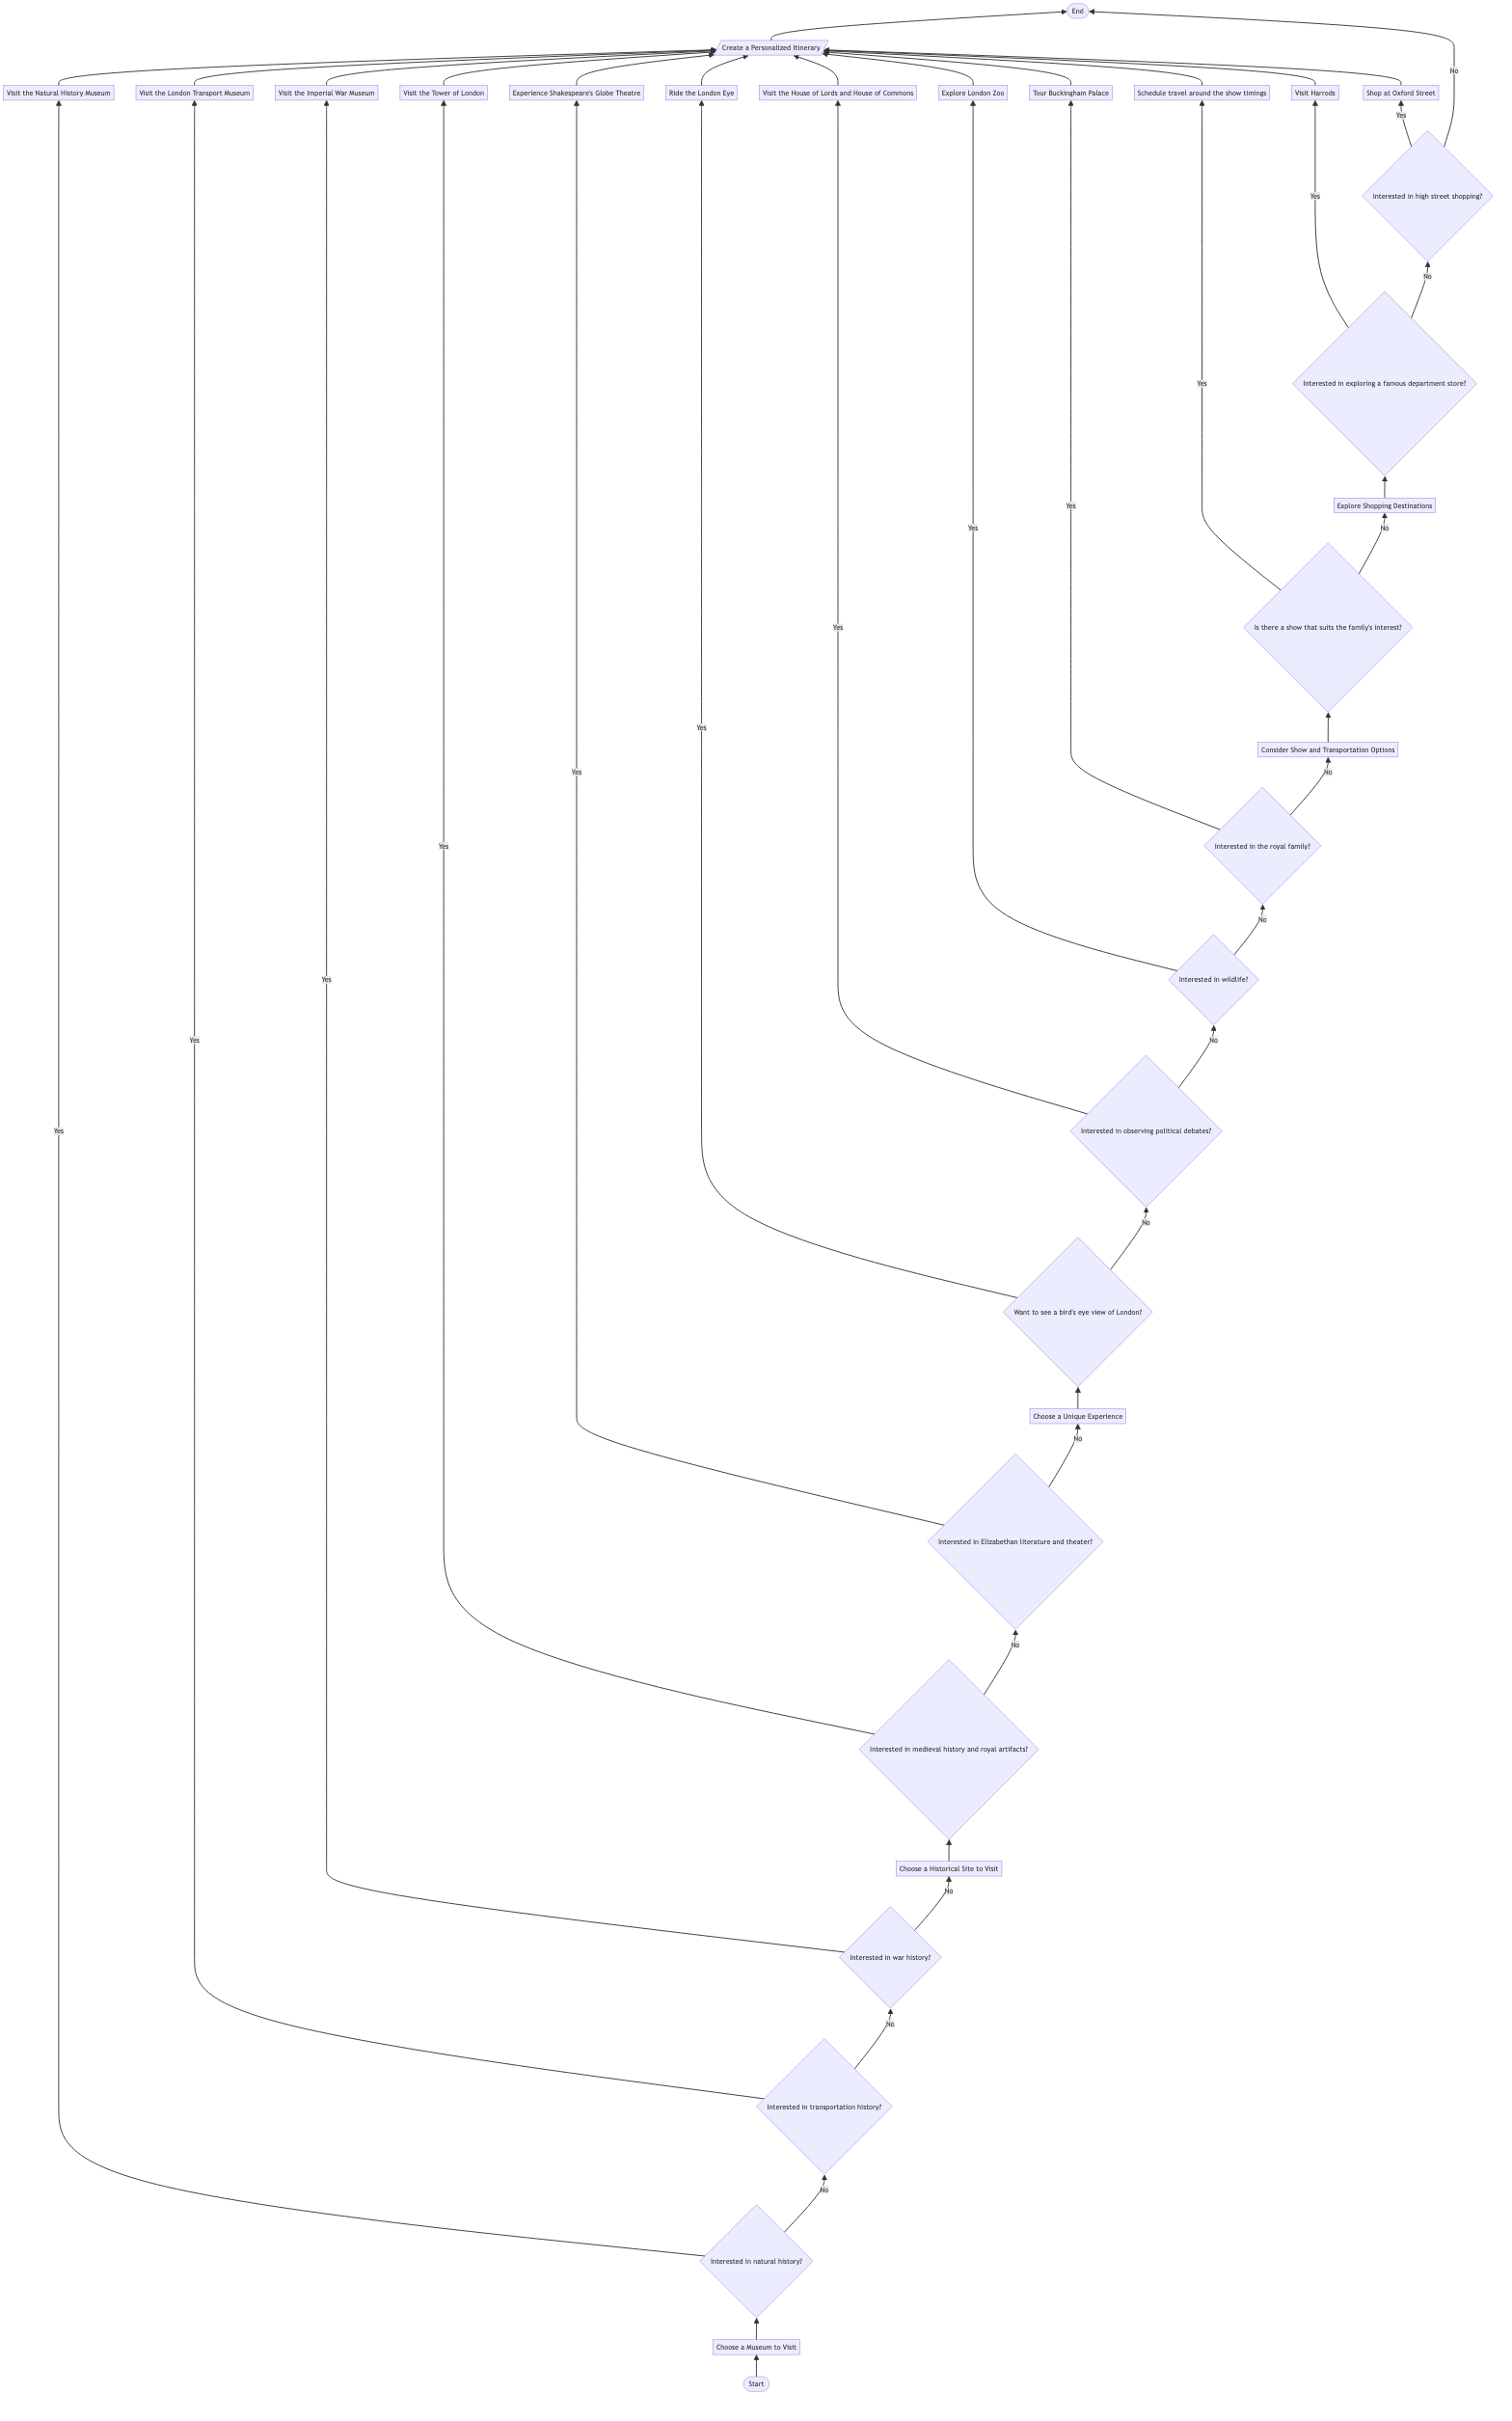 End
Create a Personalized Itinerary
No
Visit the Natural History Museum
Visit the London Transport Museum
Visit the Imperial War Museum
Visit the Tower of London
Experience Shakespeare's Globe Theatre
Ride the London Eye
Visit the House of Lords and House of Commons
Explore London Zoo
Tour Buckingham Palace
Schedule travel around the show timings
Visit Harrods
Shop at Oxford Street
Yes
Interested in high street shopping?
Yes
No
Yes
Interested in exploring a famous department store?
Yes
Explore Shopping Destinations
Yes
No
Is there a show that suits the family's interest?
Yes
Yes
Consider Show and Transportation Options
Yes
No
Yes
Interested in the royal family?
No
Yes
Interested in wildlife?
Yes
No
Yes
Interested in observing political debates?
No
Want to see a bird's eye view of London?
Choose a Unique Experience
No
Interested in Elizabethan literature and theater?
No
Interested in medieval history and royal artifacts?
Choose a Historical Site to Visit
No
Interested in war history?
No
Interested in transportation history?
No
Interested in natural history?
Choose a Museum to Visit
Start